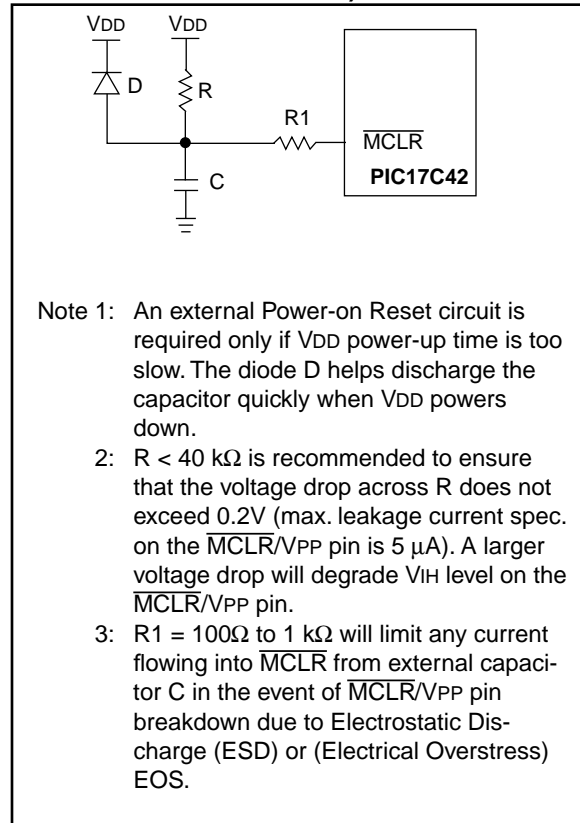 VDD VDD
D
R
R1
MCLR
PIC17C42
C
Note 1: An external Power-on Reset circuit is
required only if VDD power-up time is too
slow. The diode D helps discharge the
capacitor quickly when VDD powers
down.
2: R < 40 kΩ is recommended to ensure
that the voltage drop across R does not
exceed 0.2V (max. leakage current spec.
on the MCLR/VPP pin is 5 µA). A larger
voltage drop will degrade VIH level on the
MCLR/VPP pin.
3: R1 = 100Ω to 1 kΩ will limit any current
flowing into MCLR from external capaci-
tor C in the event of MCLR/VPP pin
breakdown due to Electrostatic Dis-
charge (ESD) or (Electrical Overstress)
EOS.